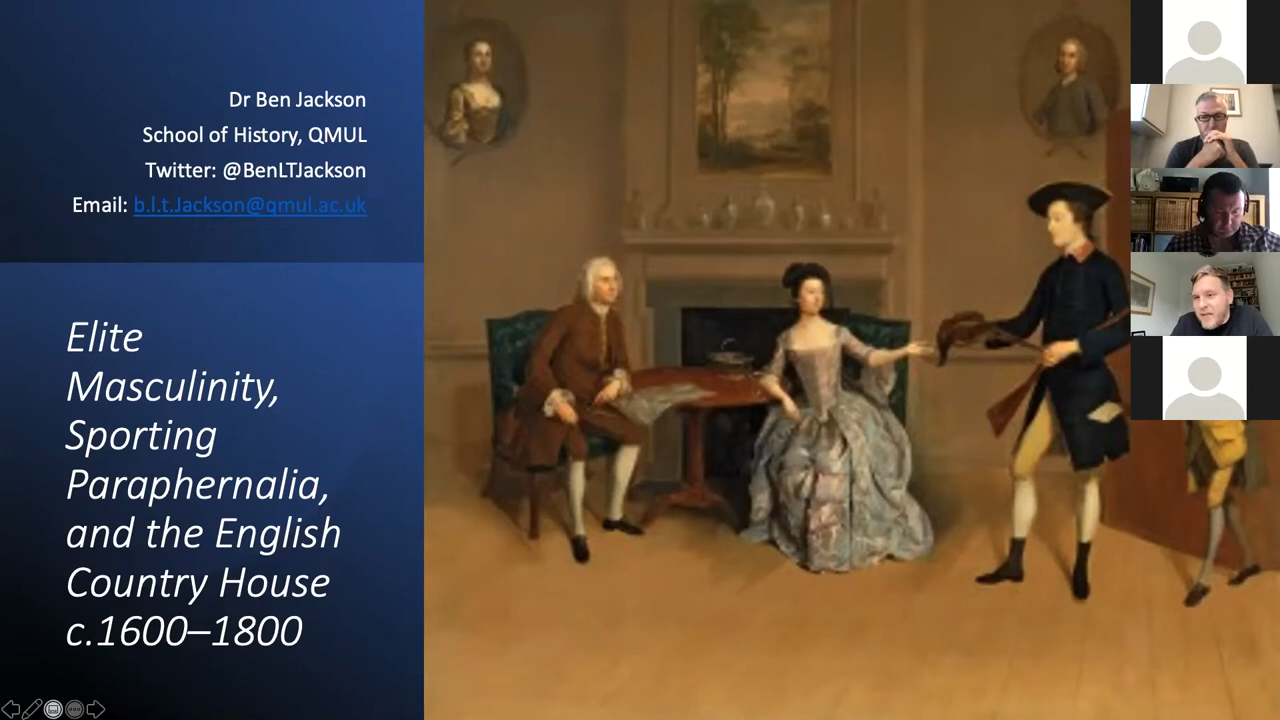 Dr Ben Jackson
School of History, QMUL
Twitter: @BenLTJackson
Email: b.l.t.Jackson@qmul.ac.uk
Elite
Masculinity,
Sporting
Paraphernalia,
and the English
Country House
c.1600–1800